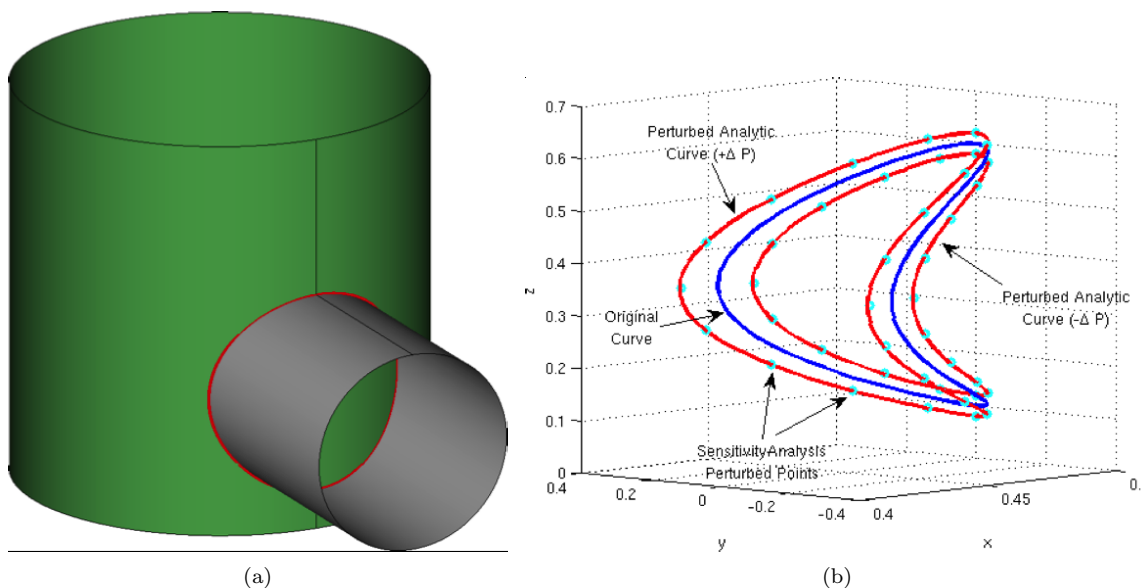 Perturbed Analytic
Curve (+Δ P)
Original
Curve
Perturbed Analytic
Curve (-Δ P)
SensitivityAnalysis
Perturbed Points
0.7
0.6
0.5
0.4
0.3
0.2
0.1
0
z
0.4
0.2
0
-0.2
-0.4
y
0.4
0.45
0.
x
(a)
(b)